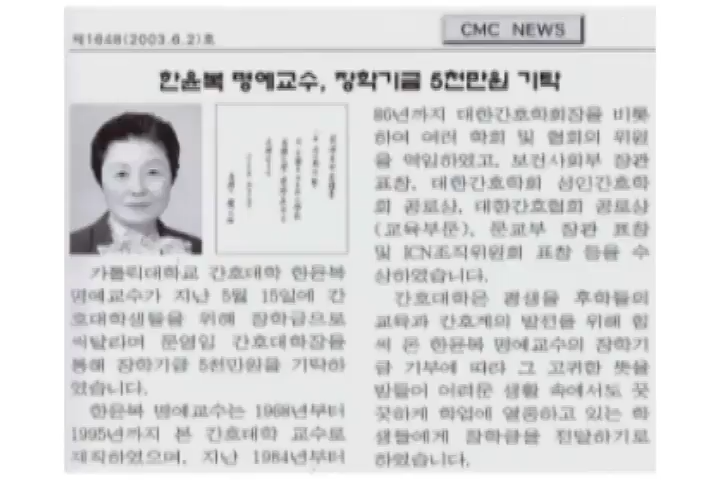 제1648(2003.6.2)호
CMC NEWS
한윤복 명예교수, 장학기금 5천만원 기탁
가톨릭대학교 간호대학 한윤복
명예교수가 지난 5월 15일에 간
호대학생들을 위해 장학금으로
써달라며 문영임 간호대학장을
통해 장학기금 5천만원을 기탁하
였습니다.
한윤복 명예교수는 1968년부터
1995년까지 본 간호대학 교수로
재직하였으며, 지난 1984년부터
86년까지 대한간호학회장을 비롯
하여 여러 학회 및 협회의 위원
을 역임하였고, 보건사회부 장관
표창, 대한간호학회 성인간호학
회 공로상, 대한간호협회 공로상
(교육부문), 문교부 장관 표창
및 ICN조직위원회 표창 등을 수
상하였습니다.
간호대학은 평생을 후학들의
교육과 간호계의 발전을 위해 힘
써 온 한윤복 명예교수의 장학기
금 기부에 따라 그 고귀한 뜻을
받들어 어려운 생활 속에서도 꿋
꿋하게 학업에 열중하고 있는 학
생들에게 장학금을 전달하기로
하였습니다.